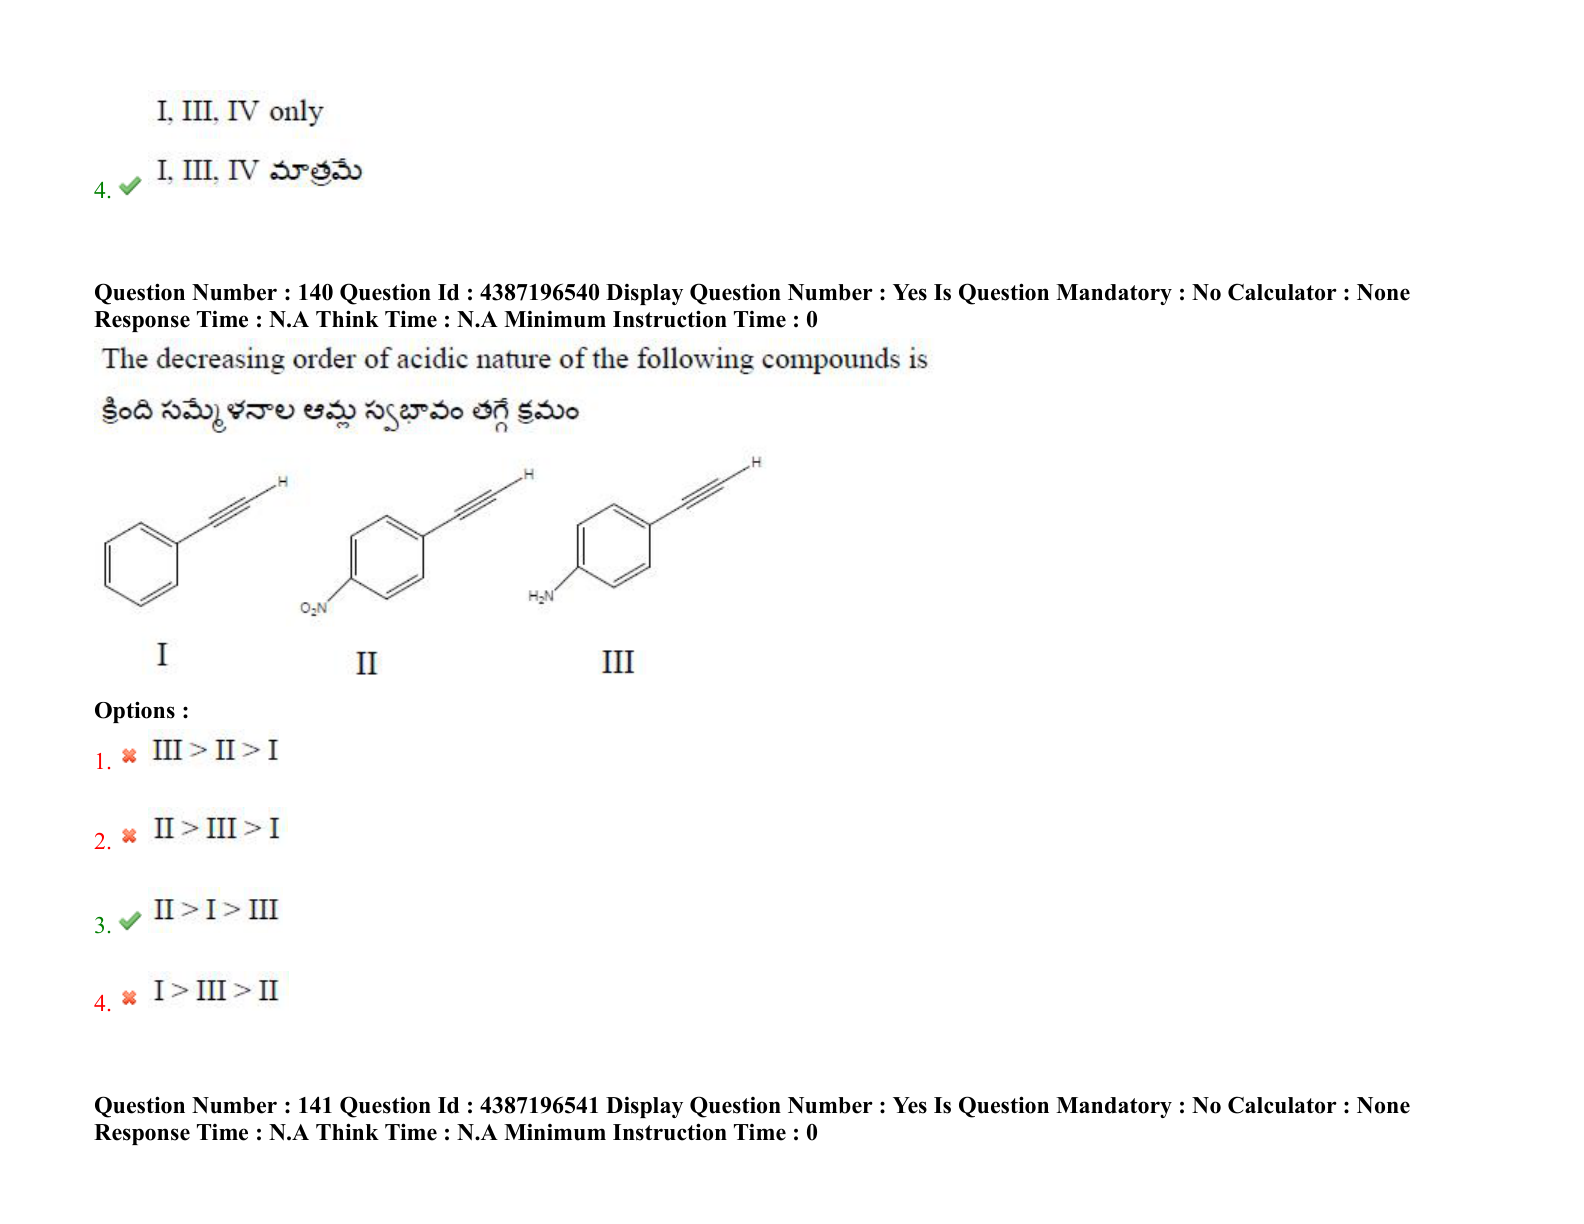 I, III, IV only
I, III, IV మాత్రమే
4.
Question Number : 140 Question Id : 4387196540 Display Question Number : Yes Is Question Mandatory : No Calculator : None
Response Time : N.A Think Time : N.A Minimum Instruction Time : 0
The decreasing order of acidic nature of the following compounds is
క్రింది సమ్మేళనాల ఆమ్ల స్వభావం తగ్గే క్రమం
H H H
O2N H2N
I II III
Options :
1. III > II > I
2. II > III > I
3. II > I > III
4. I > III > II
Question Number : 141 Question Id : 4387196541 Display Question Number : Yes Is Question Mandatory : No Calculator : None
Response Time : N.A Think Time : N.A Minimum Instruction Time : 0